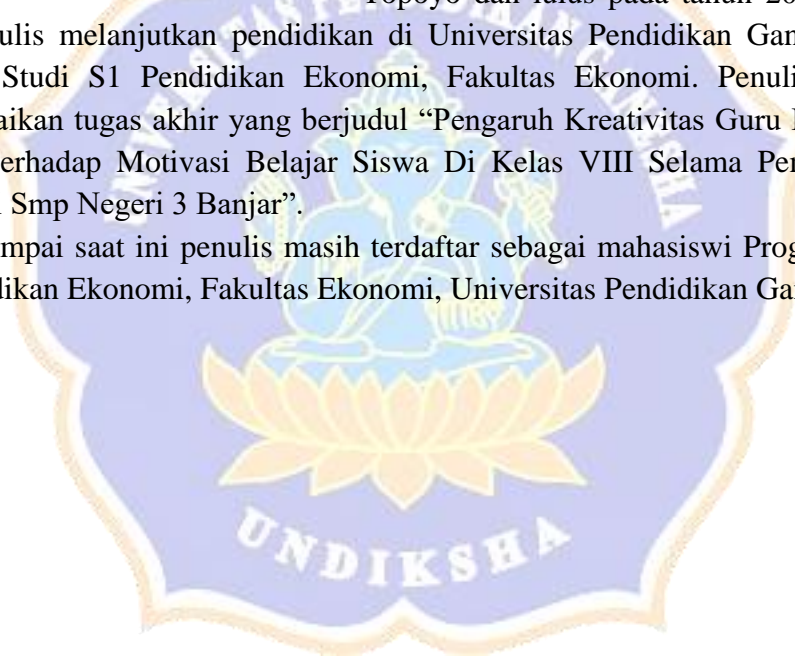 Topoyo dan lulus pada tahun 20
ulis melanjutkan pendidikan di Universitas Pendidikan Gan
Studi S1 Pendidikan Ekonomi, Fakultas Ekonomi. Penuli
aikan tugas akhir yang berjudul “Pengaruh Kreativitas Guru
erhadap Motivasi Belajar Siswa Di Kelas VIII Selama Pen
Smp Negeri 3 Banjar”.
mpai saat ini penulis masih terdaftar sebagai mahasiswi Prog
dikan Ekonomi, Fakultas Ekonomi, Universitas Pendidikan Ga
UNDIKSHA